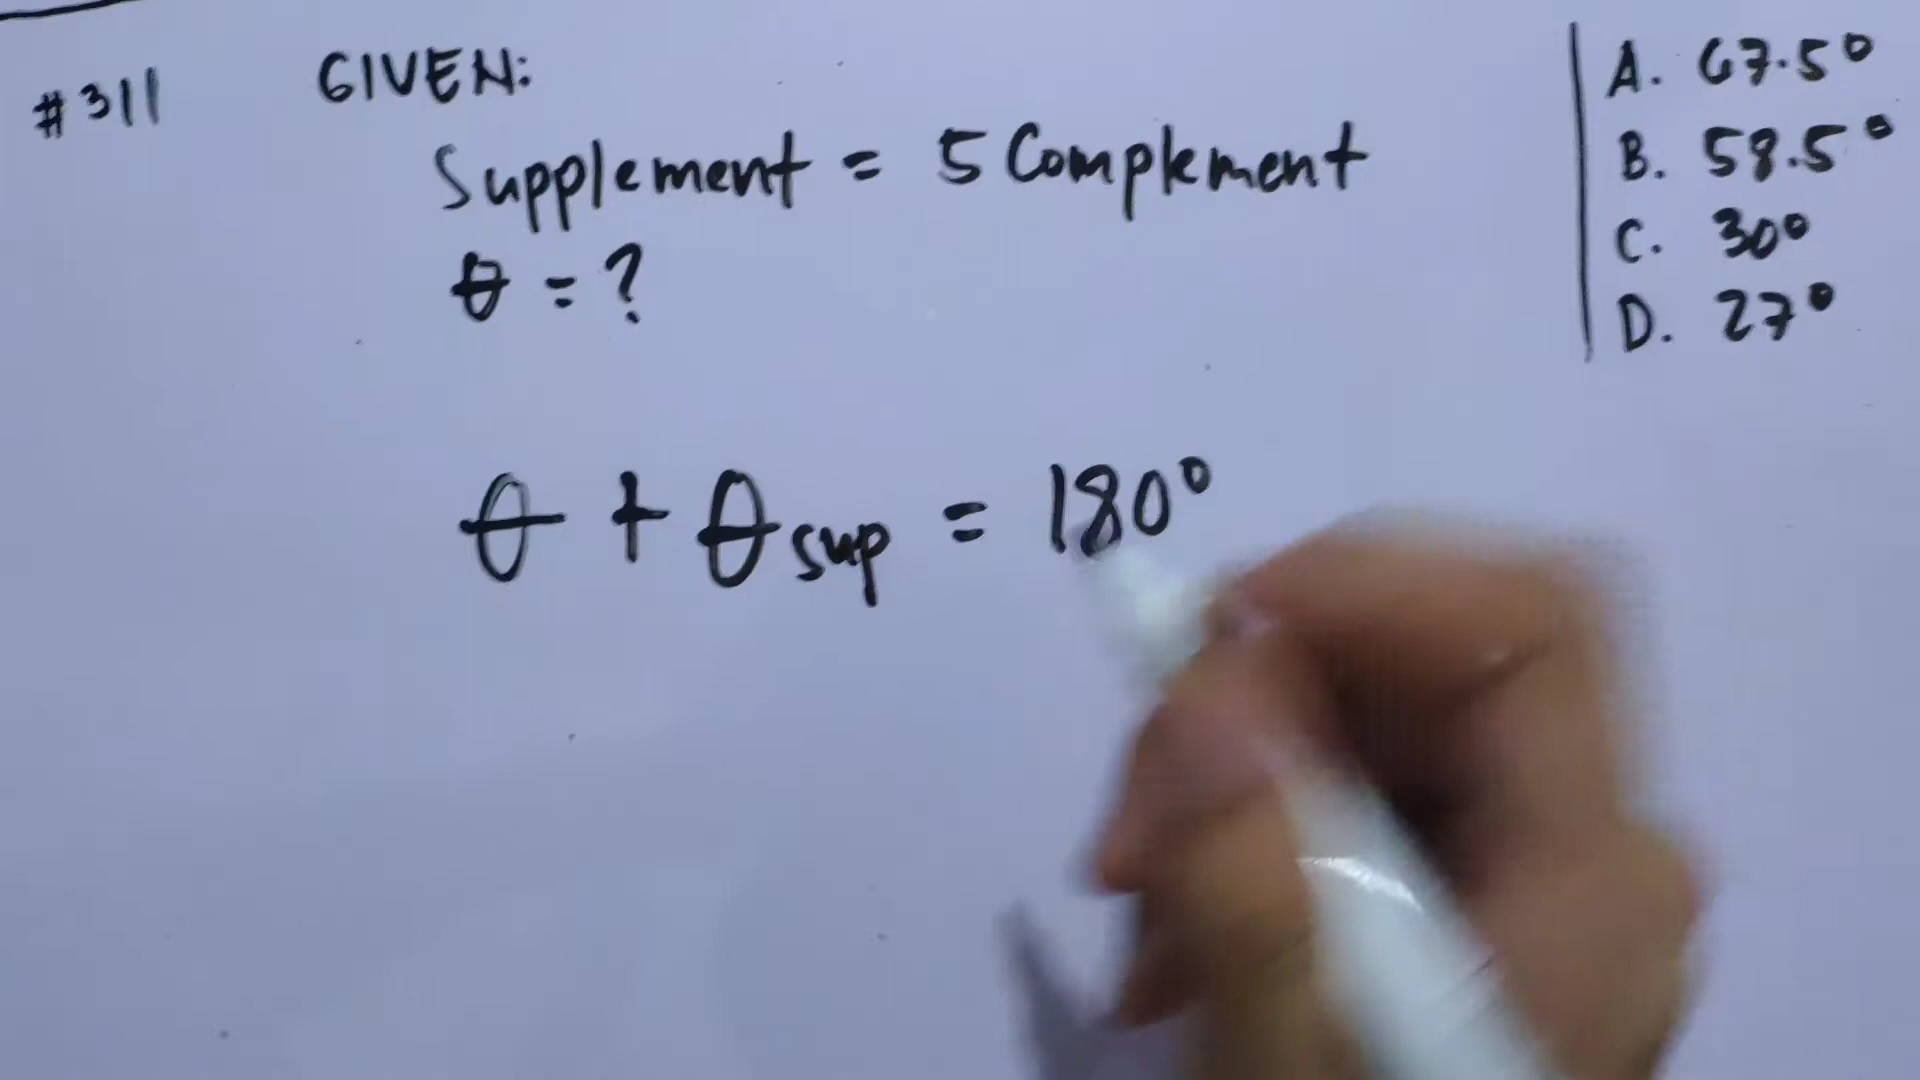 #311
GIVEN:
Supplement = 5 Complement
θ = ?
A. 67.5°
B. 58.5°
C. 30°
D. 27°
θ + θsup = 180°